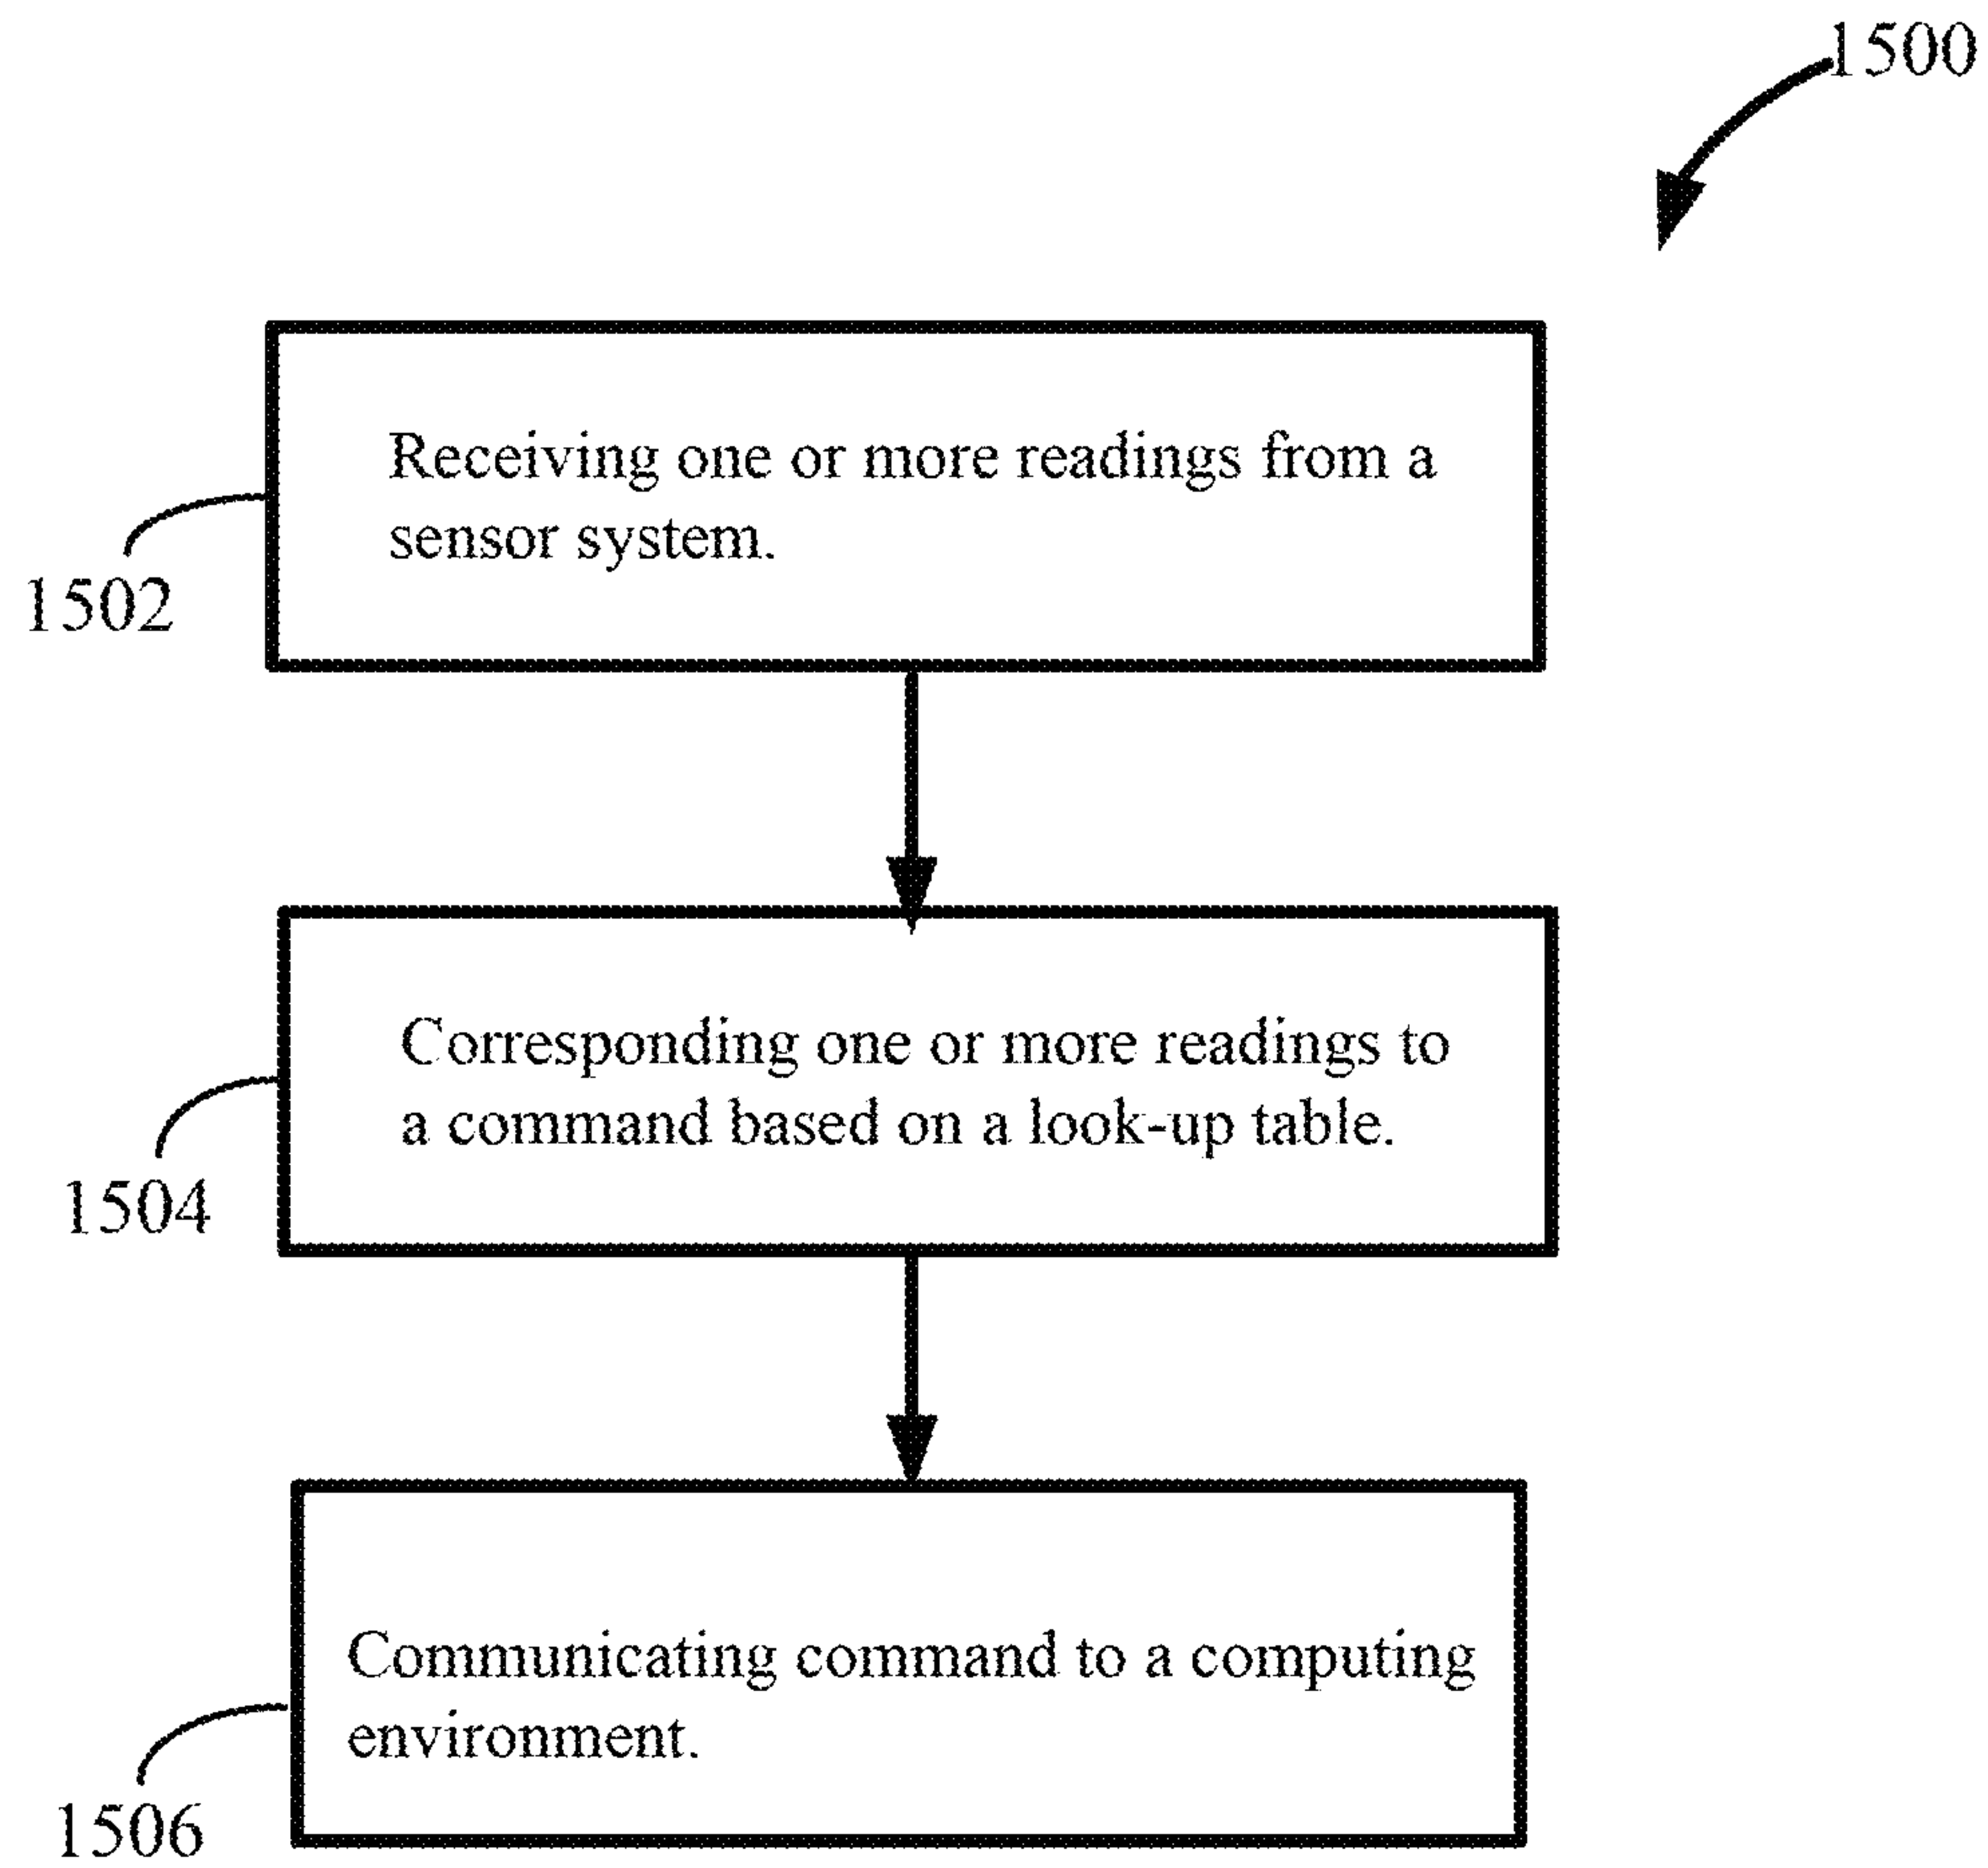 1500
Receiving one or more readings from a
sensor system.
1502
Corresponding one or more readings to
a command based on a look-up table.
1504
Communicating command to a computing
environment.
1506